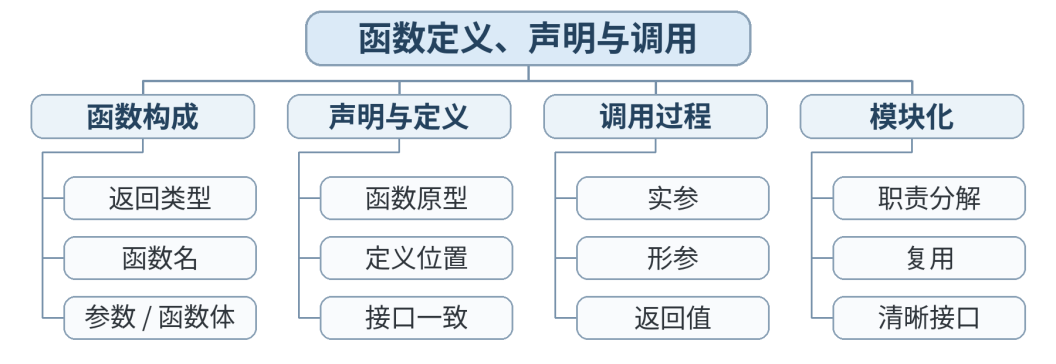 函数定义、声明与调用
函数构成
返回类型
函数名
参数 / 函数体
声明与定义
函数原型
定义位置
接口一致
调用过程
实参
形参
返回值
模块化
职责分解
复用
清晰接口